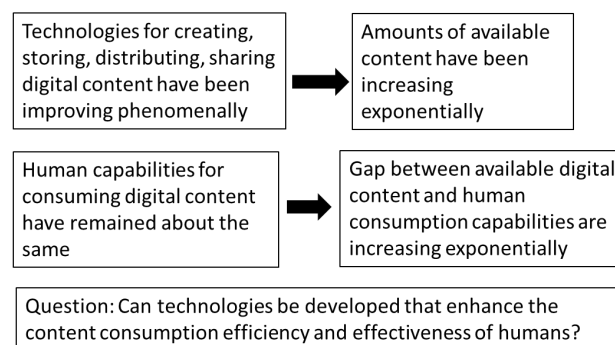 Technologies for creating,
storing, distributing, sharing
digital content have been
improving phenomenally
Amounts of available
content have been
increasing
exponentially
Human capabilities for
consuming digital content
have remained about the
same
Gap between available digital
content and human
consumption capabilities are
increasing exponentially
Question: Can technologies be developed that enhance the
content consumption efficiency and effectiveness of humans?